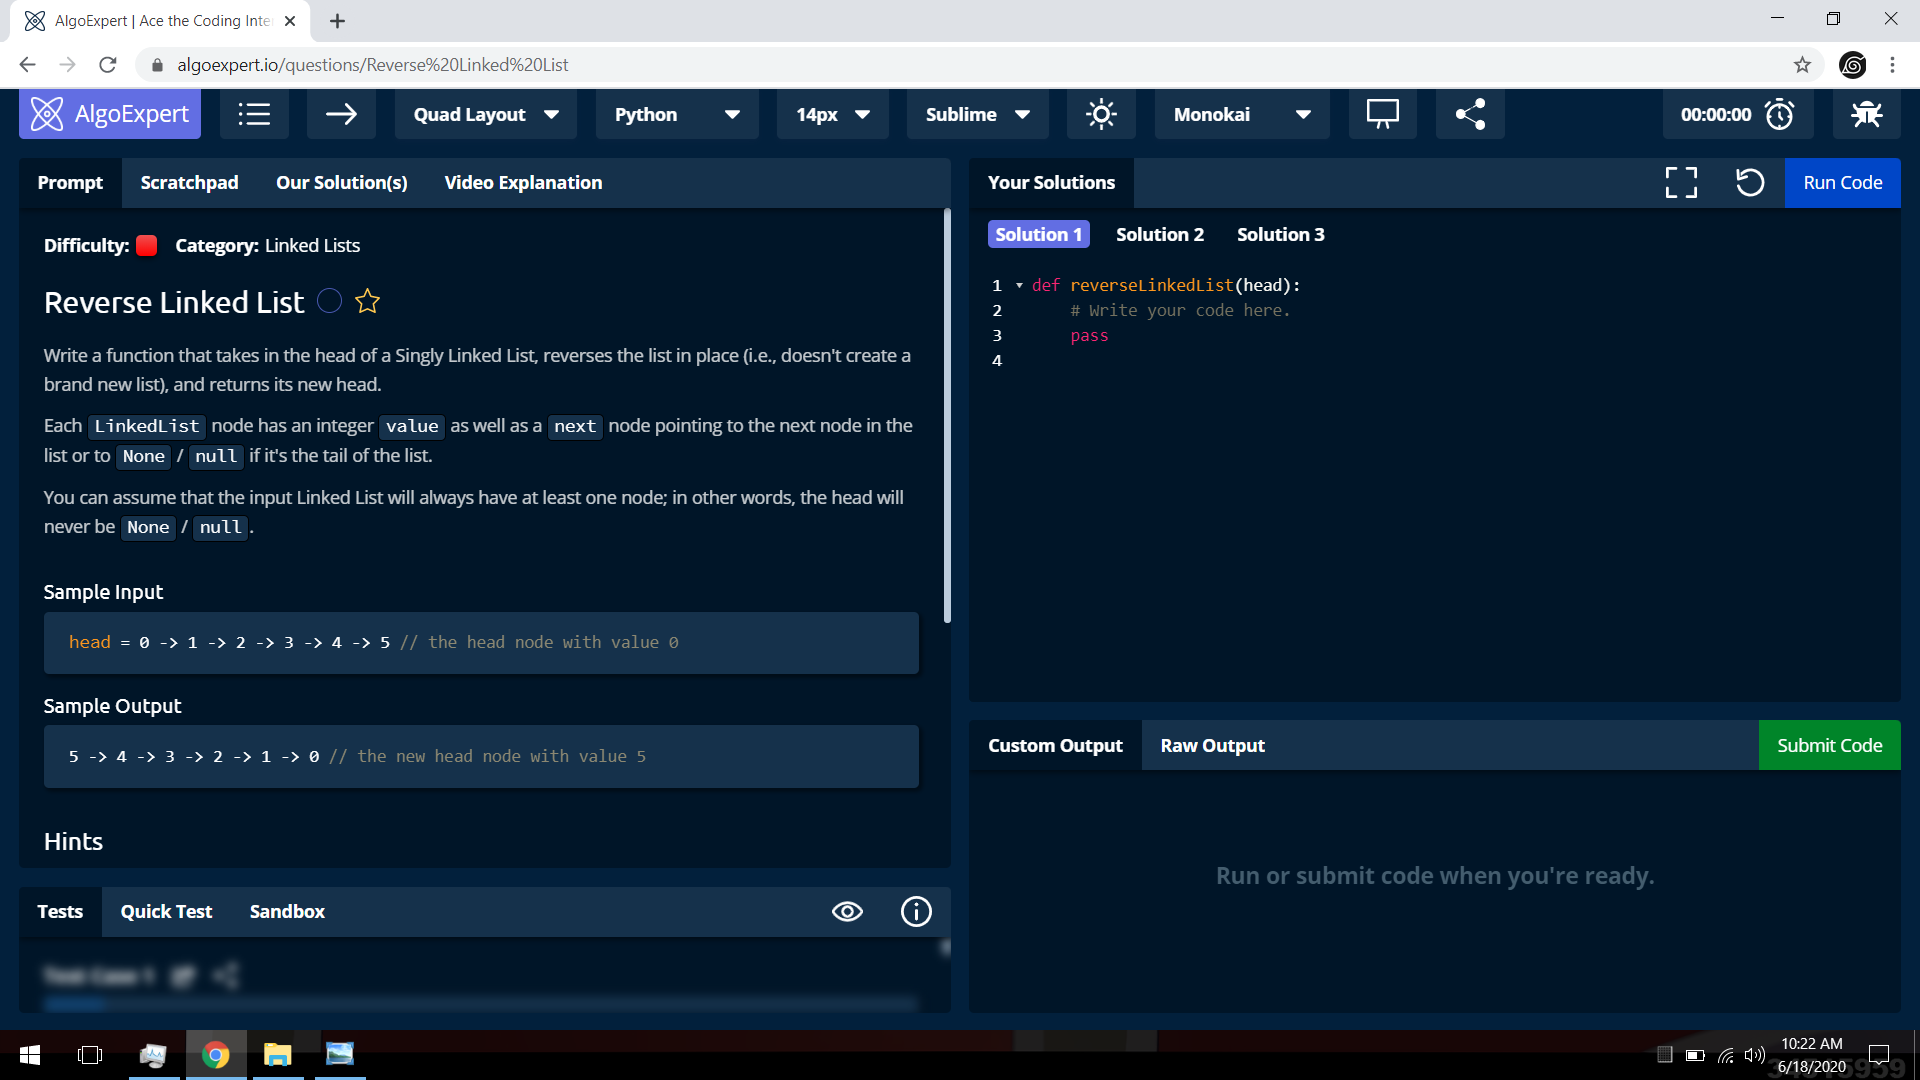 AlgoExpert | Ace the Coding Inte
algoexpert.io/questions/Reverse%20Linked%20List
AlgoExpert
Quad Layout
Python
14px
Sublime
Monokai
00:00:00
Prompt
Scratchpad
Our Solution(s)
Video Explanation
Difficulty: Category: Linked Lists
Reverse Linked List
Write a function that takes in the head of a Singly Linked List, reverses the list in place (i.e., doesn't create a
brand new list), and returns its new head.
Each LinkedList node has an integer value as well as a next node pointing to the next node in the
list or to None / null if it's the tail of the list.
You can assume that the input Linked List will always have at least one node; in other words, the head will
never be None / null.
Sample Input
head = 0 -> 1 -> 2 -> 3 -> 4 -> 5 // the head node with value 0
Sample Output
5 -> 4 -> 3 -> 2 -> 1 -> 0 // the new head node with value 5
Hints
Tests
Quick Test
Sandbox
Test Case 1
Your Solutions
Run Code
Solution 1
Solution 2
Solution 3
1 def reverseLinkedList(head):
2 # Write your code here.
3 pass
4
Custom Output
Raw Output
Submit Code
Run or submit code when you're ready.
10:22 AM
6/18/2020